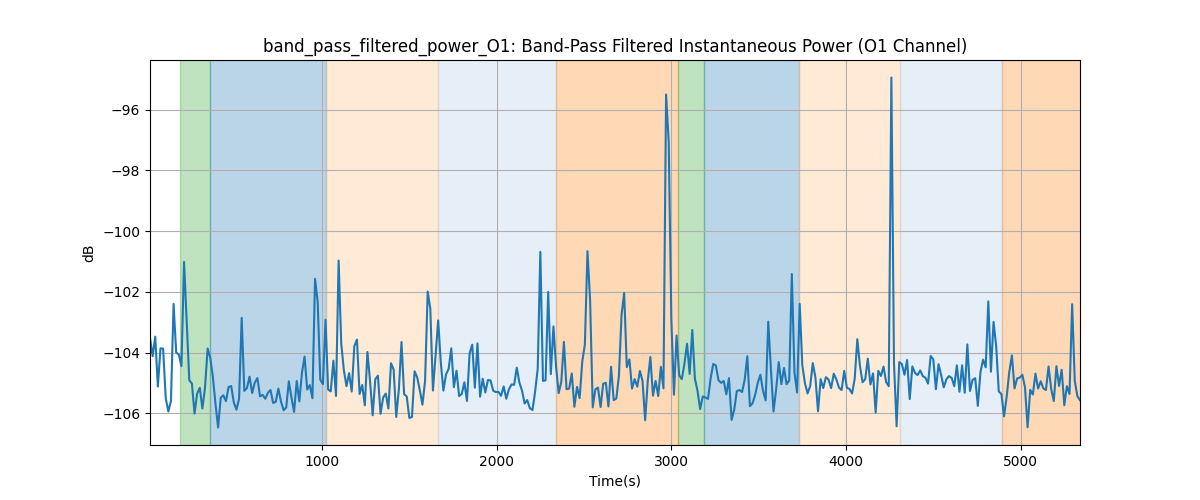 band_pass_filtered_power_O1: Band-Pass Filtered Instantaneous Power (O1 Channel)
−96
−98
−100
−102
−104
−106
dB
1000 2000 3000 4000 5000
Time(s)